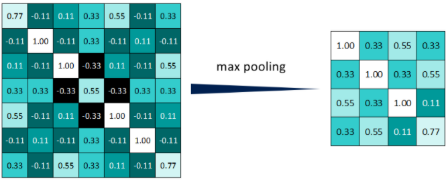 0.77 -0.11 0.11 0.33 0.55 -0.11 0.33
-0.11 1.00 -0.11 0.33 -0.11 0.11 -0.11
0.11 -0.11 1.00 -0.33 0.11 -0.11 0.55
0.33 0.33 -0.33 0.55 -0.33 0.33 0.33
0.55 -0.11 0.11 -0.33 1.00 -0.11 0.11
-0.11 0.11 -0.11 0.33 -0.11 1.00 -0.11
0.33 -0.11 0.55 0.33 0.11 -0.11 0.77
max pooling
1.00 0.33 0.55 0.33
0.33 1.00 0.33 0.55
0.55 0.33 1.00 0.11
0.33 0.55 0.11 0.77